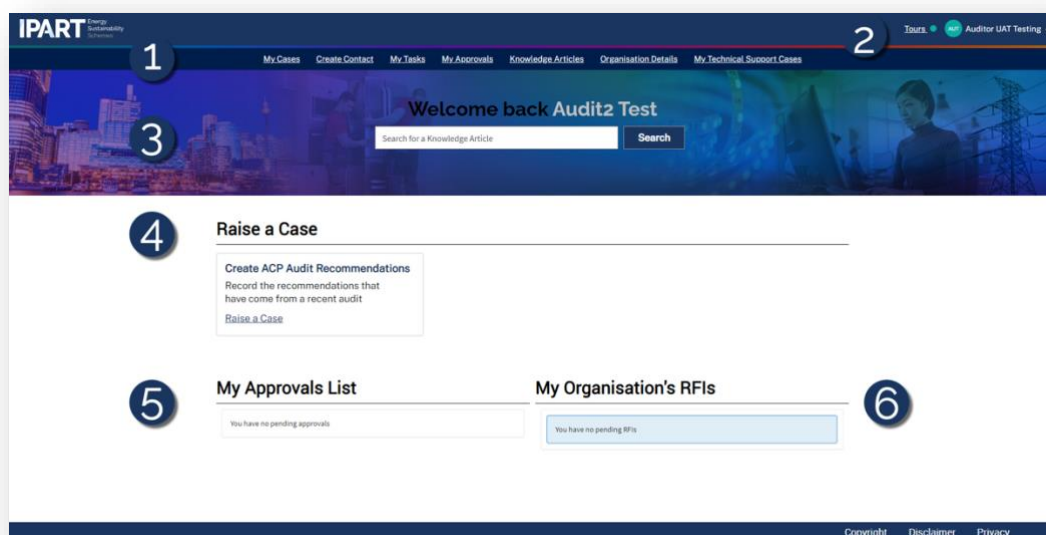 IPART Energy
Sustainability
Schemes
Tours AUT Auditor UAT Testing
1
2
My Cases Create Contact My Tasks My Approvals Knowledge Articles Organisation Details My Technical Support Cases
Welcome back Audit2 Test
3
Search for a Knowledge Article Search
4
Raise a Case
Create ACP Audit Recommendations
Record the recommendations that
have come from a recent audit
Raise a Case
5
My Approvals List
You have no pending approvals
My Organisation's RFIs
You have no pending RFIs
6
Copyright Disclaimer Privacy